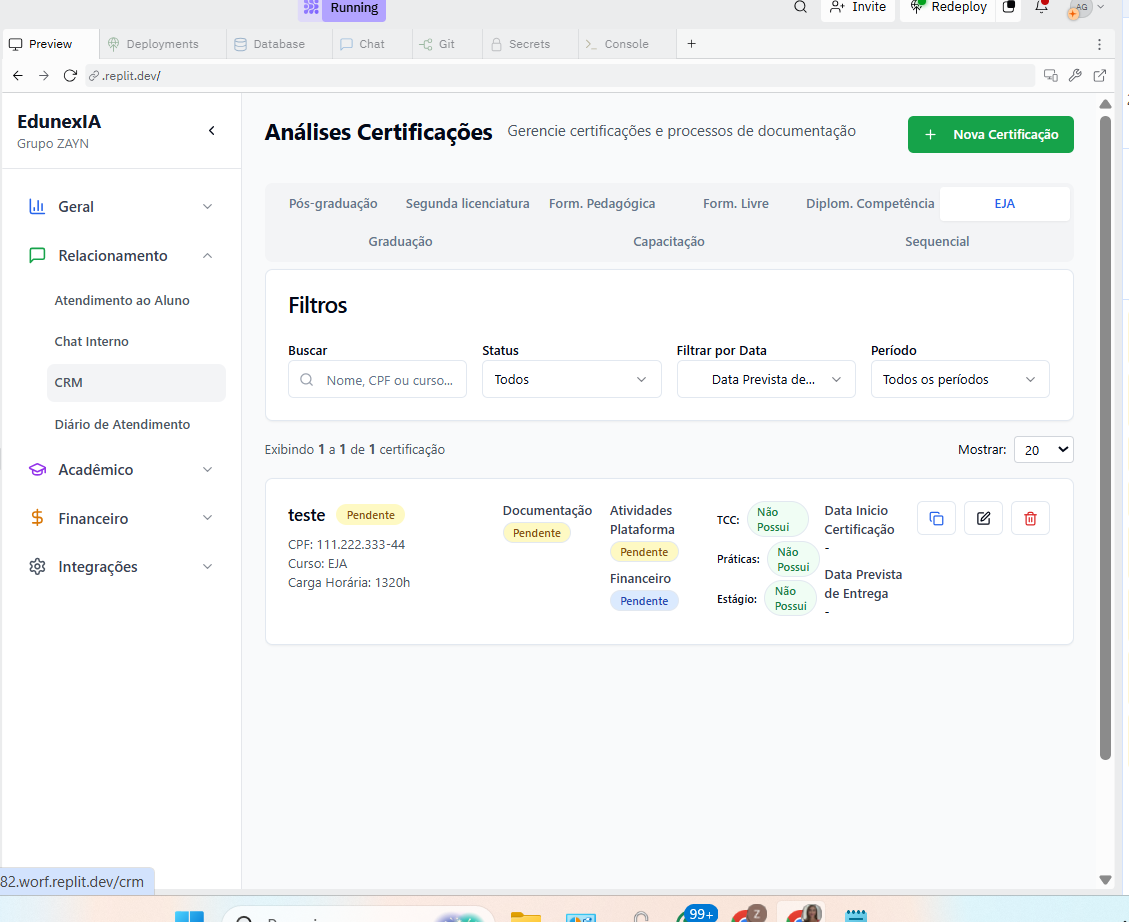 Running
Invite
Redeploy
AG
Preview
Deployments
Database
Chat
Git
Secrets
Console
.replit.dev/
EdunexIA
Grupo ZAYN
Geral
Relacionamento
Atendimento ao Aluno
Chat Interno
CRM
Diário de Atendimento
Acadêmico
Financeiro
Integrações
Análises Certificações
Gerencie certificações e processos de documentação
Nova Certificação
Pós-graduação
Segunda licenciatura
Form. Pedagógica
Form. Livre
Diplom. Competência
EJA
Graduação
Capacitação
Sequencial
Filtros
Buscar
Nome, CPF ou curso...
Status
Todos
Filtrar por Data
Data Prevista de...
Período
Todos os períodos
Exibindo 1 a 1 de 1 certificação
Mostrar:
20
teste
Pendente
CPF: 111.222.333-44
Curso: EJA
Carga Horária: 1320h
Documentação
Pendente
Atividades
Plataforma
Pendente
Financeiro
Pendente
TCC:
Não
Possui
Práticas:
Não
Possui
Estágio:
Não
Possui
Data Inicio
Certificação
-
Data Prevista
de Entrega
-
82.worf.replit.dev/crm
99+
Z